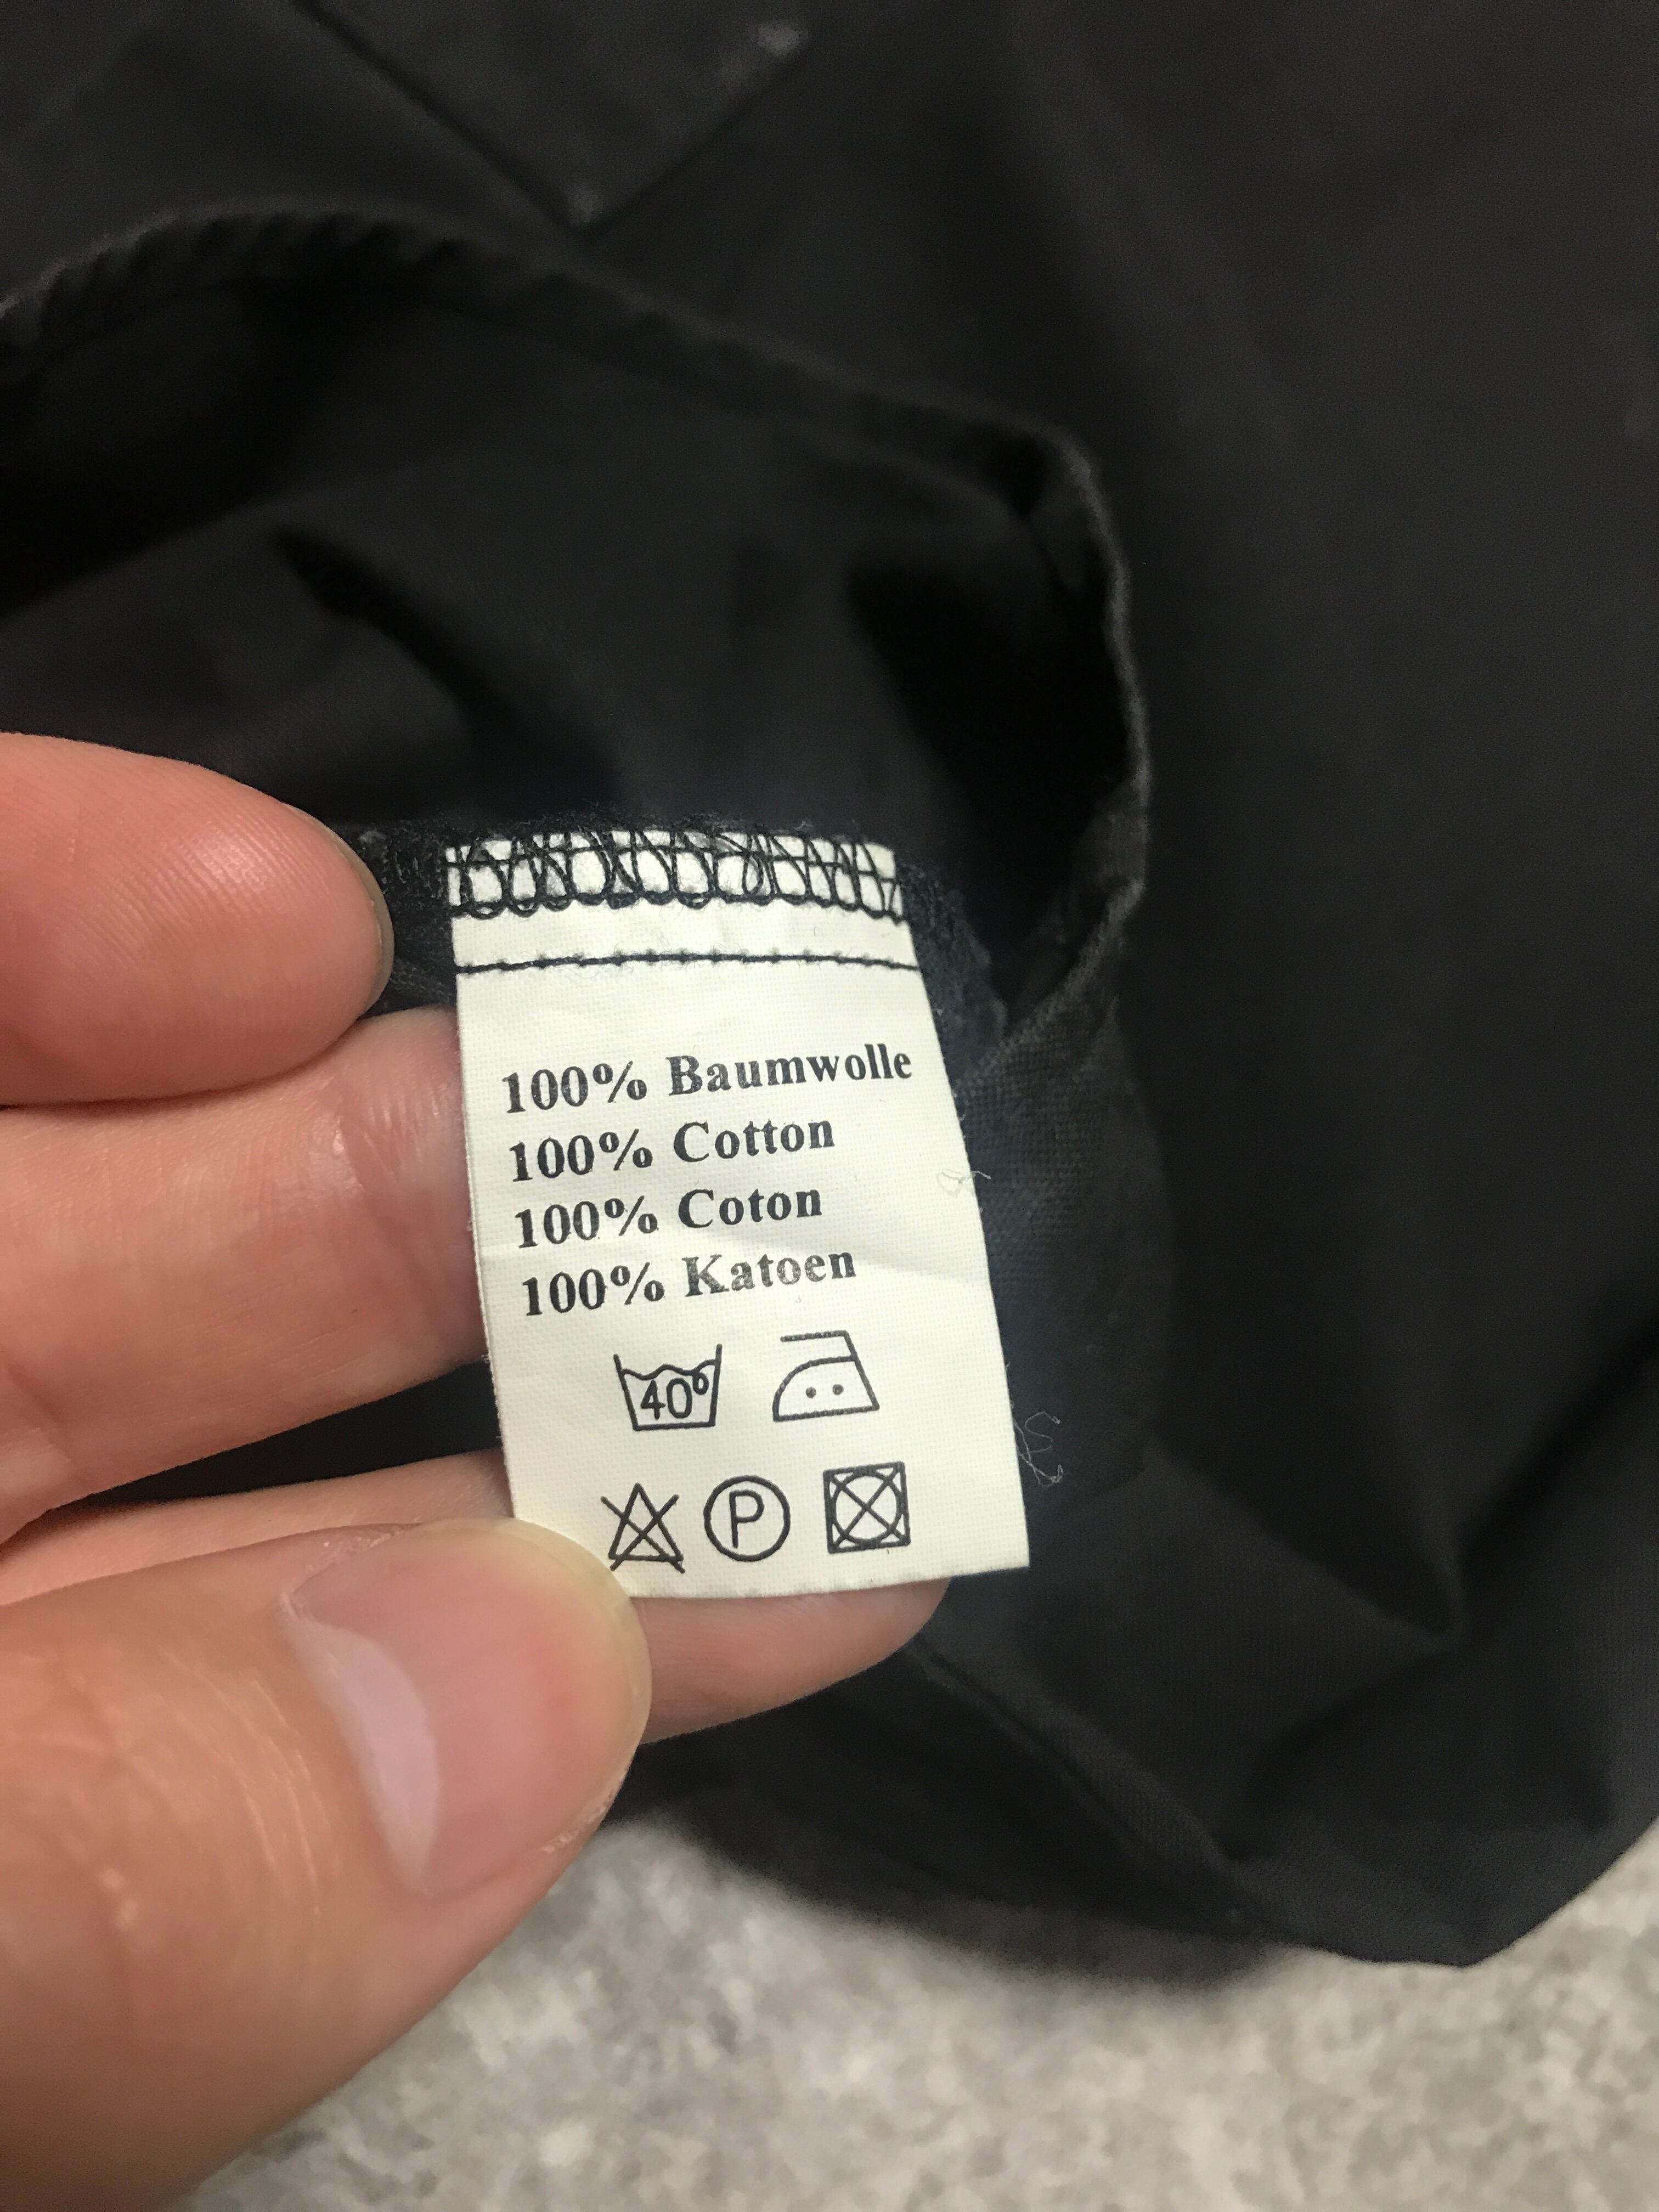 100% Baumwolle
100% Cotton
100% Coton
100% Katoen
40°
P